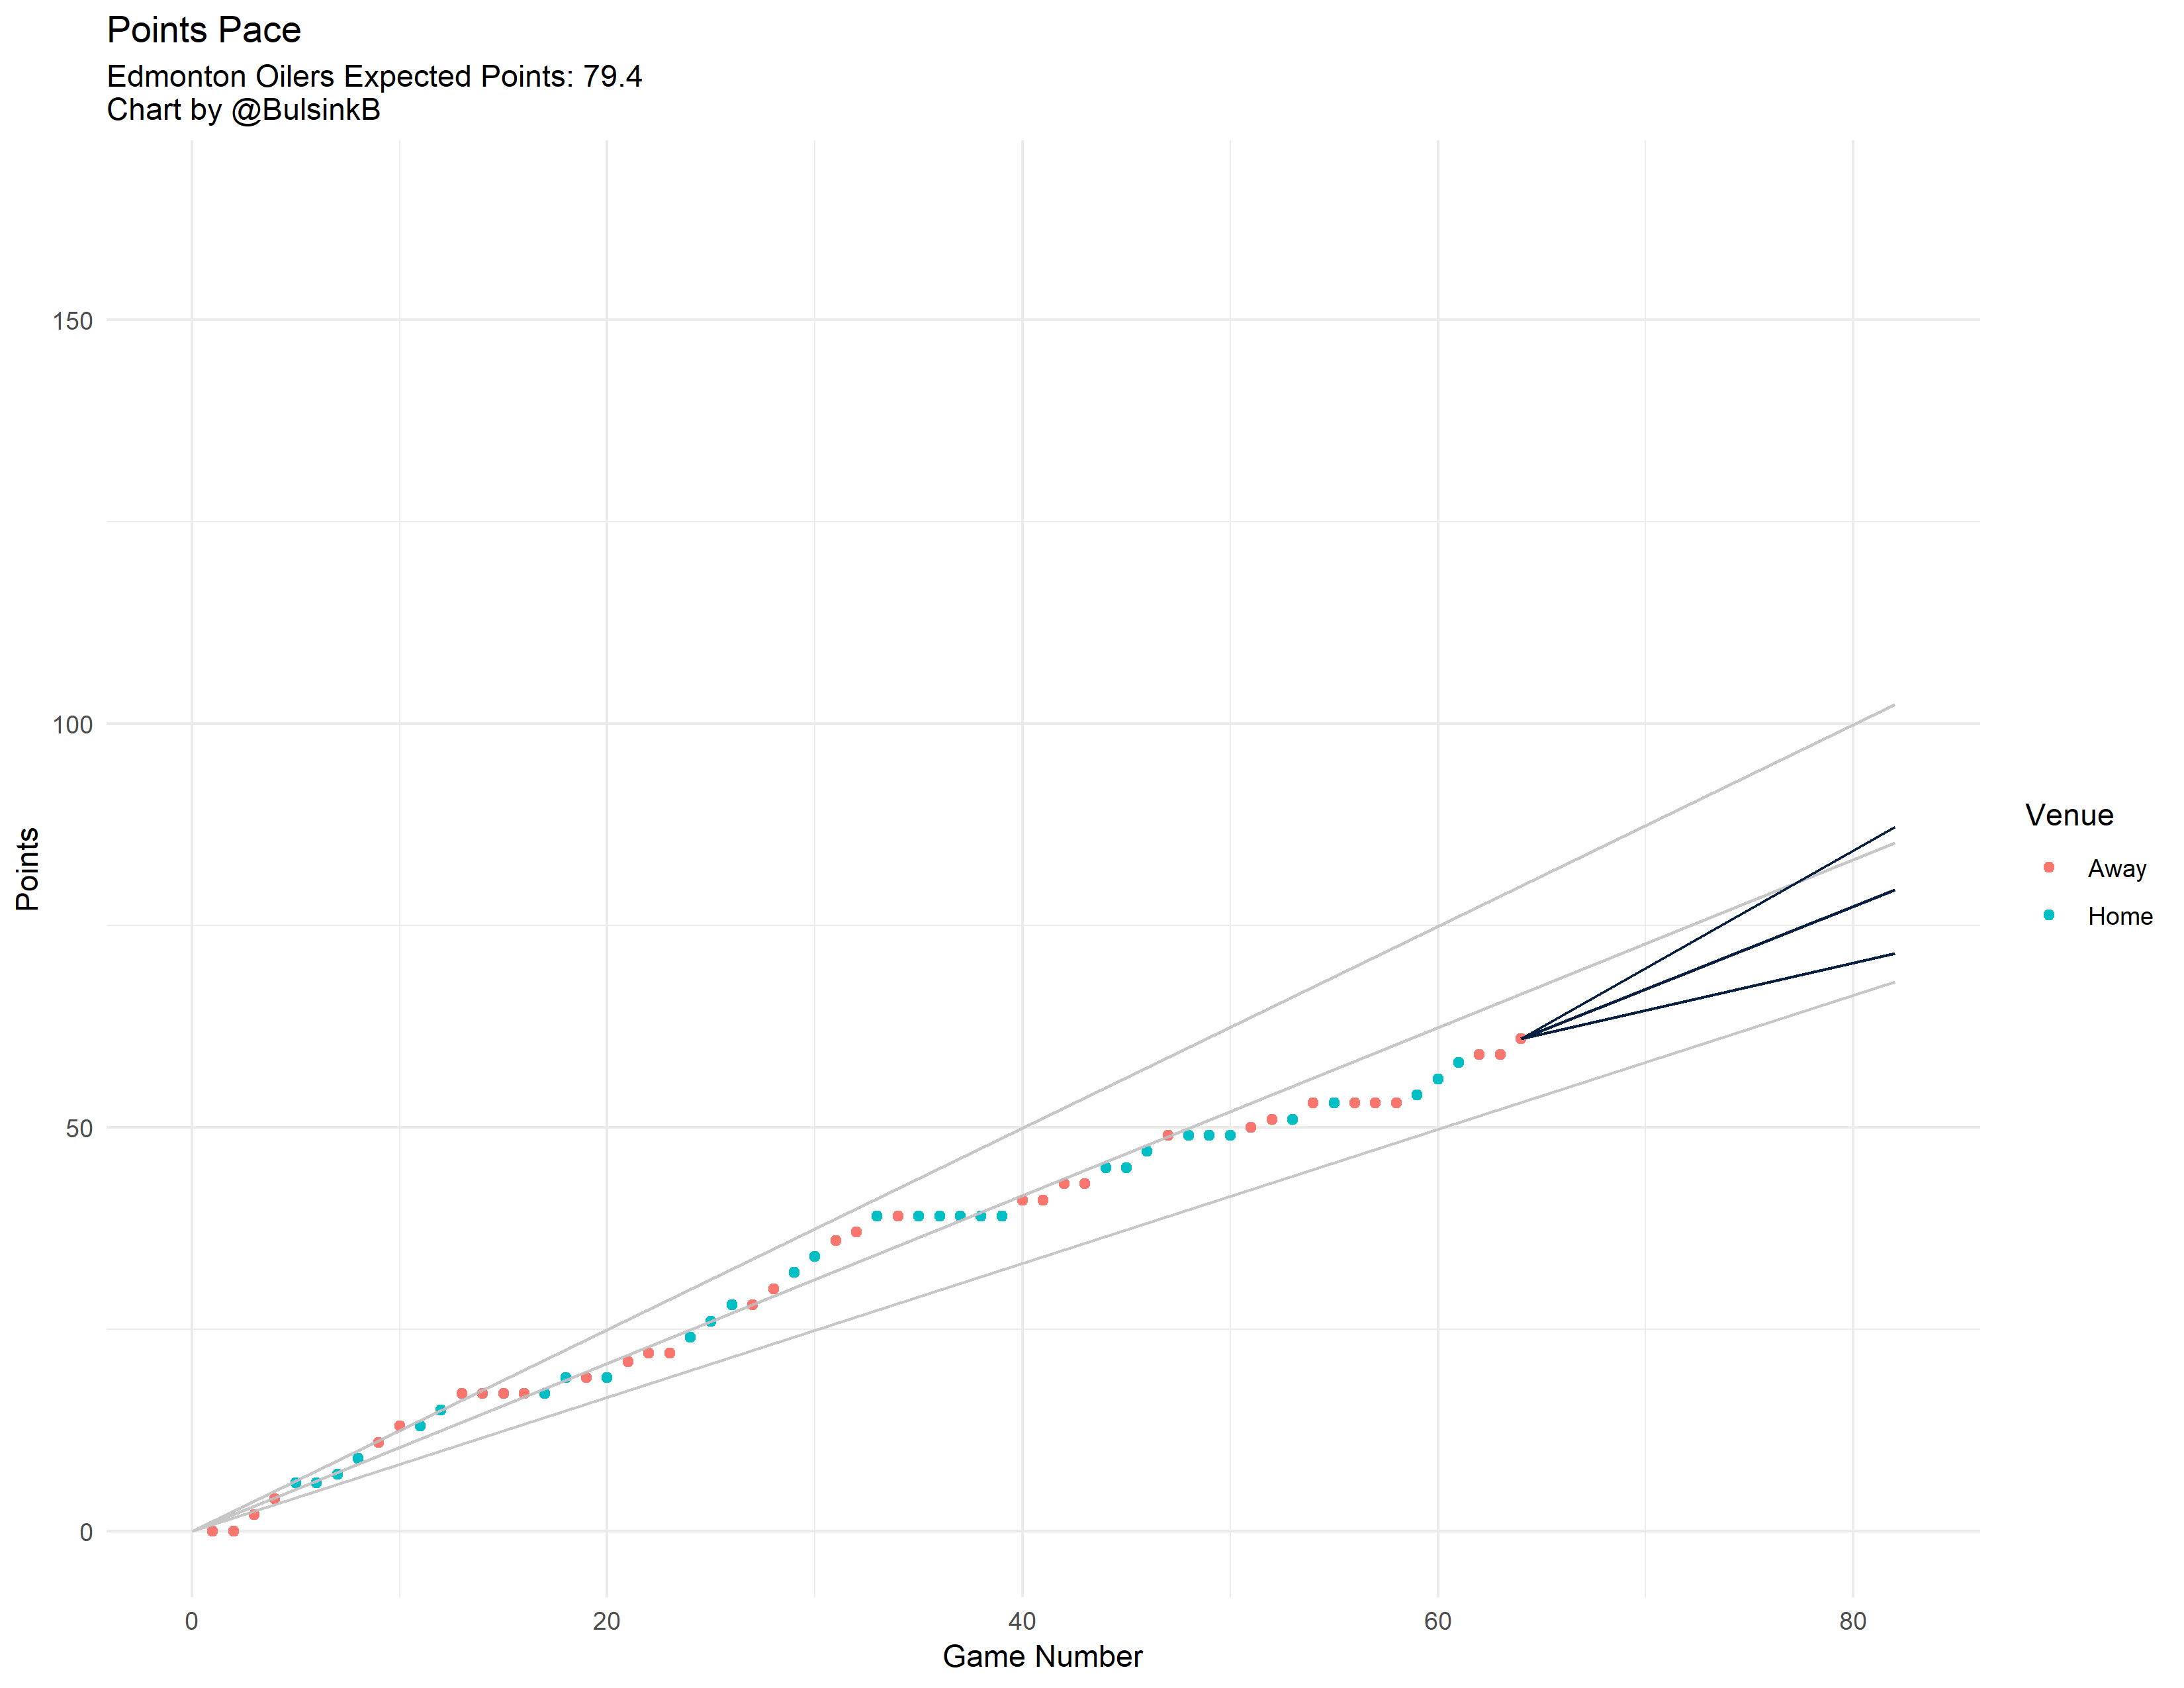 Points Pace
Edmonton Oilers Expected Points: 79.4
Chart by @BulsinkB
150
100
50
0
Points
0
20
40
60
80
Game Number
Venue
Away
Home